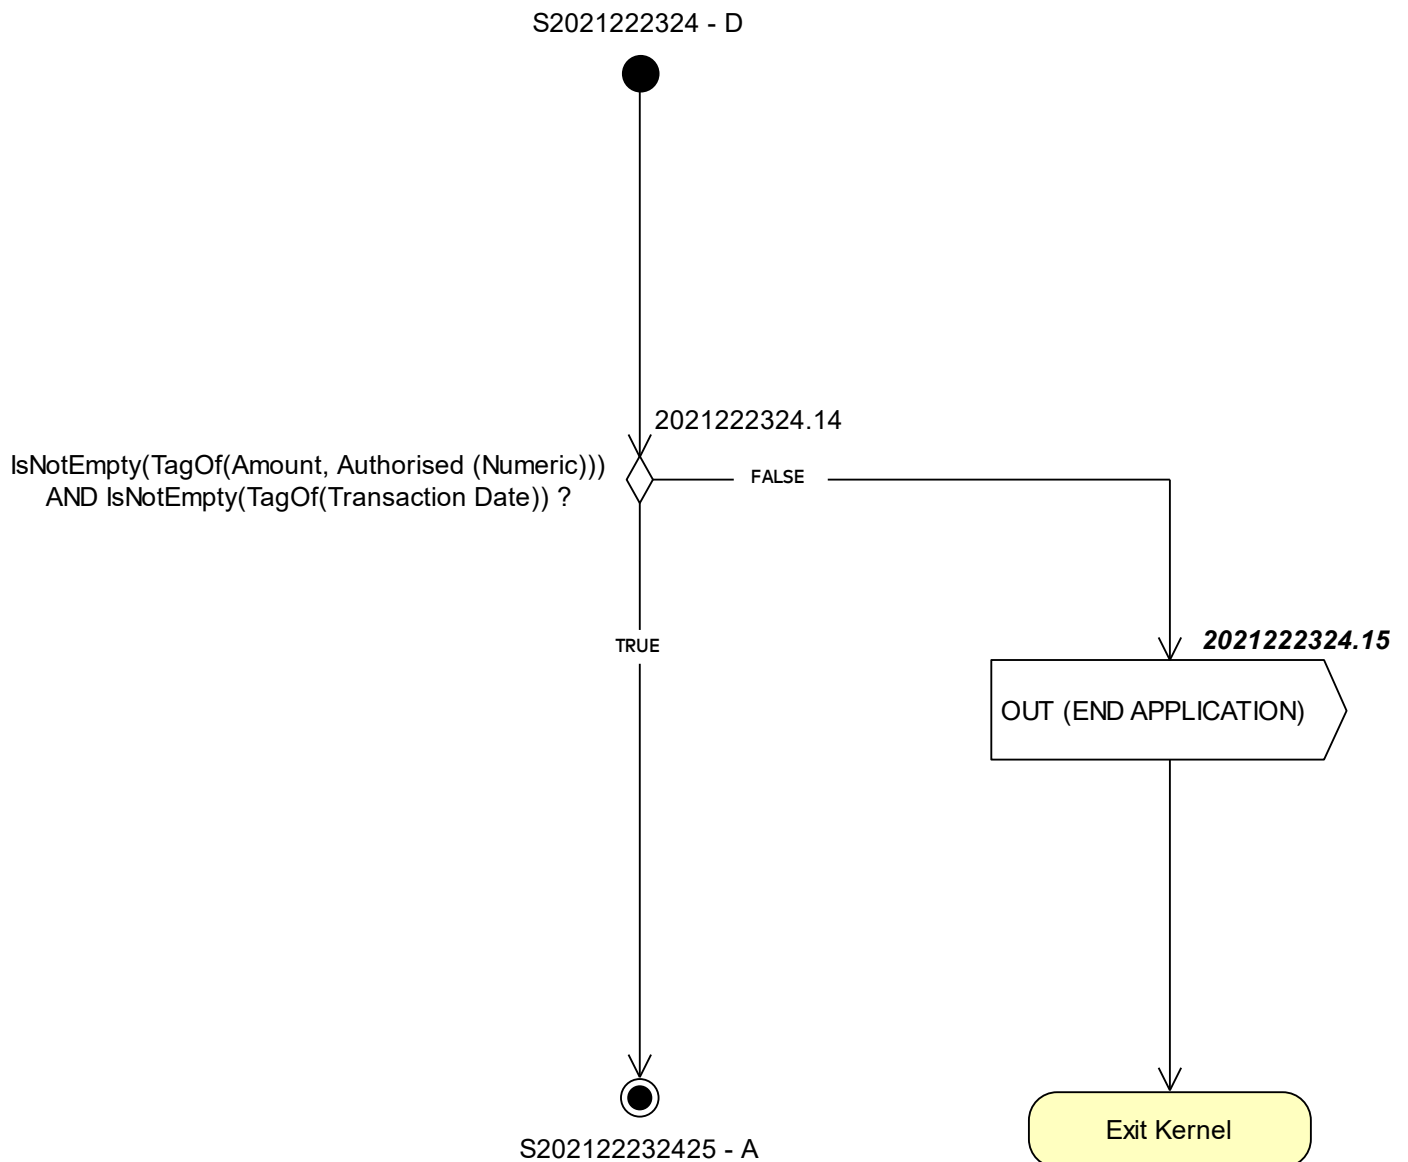 S2021222324 - D
2021222324.14
IsNotEmpty(TagOf(Amount, Authorised (Numeric)))
AND IsNotEmpty(TagOf(Transaction Date)) ?
FALSE
TRUE
2021222324.15
OUT (END APPLICATION)
Exit Kernel
S202122232425 - A